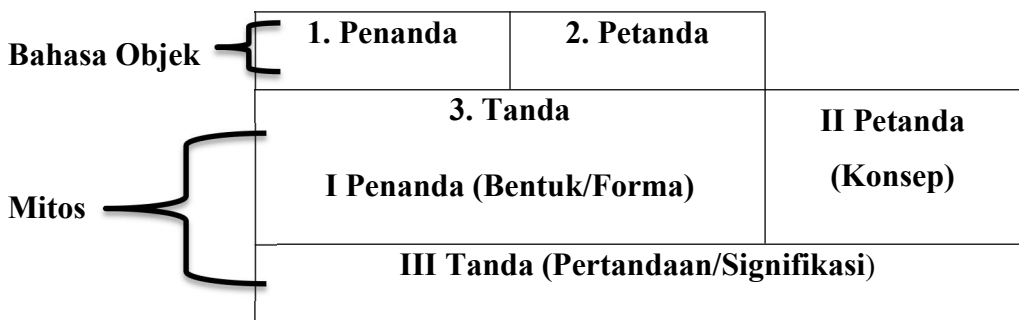 1. Penanda
2. Petanda
Bahasa Objek
3. Tanda
II Petanda
(Konsep)
I Penanda (Bentuk/Forma)
Mitos
III Tanda (Pertandaan/Signifikasi)